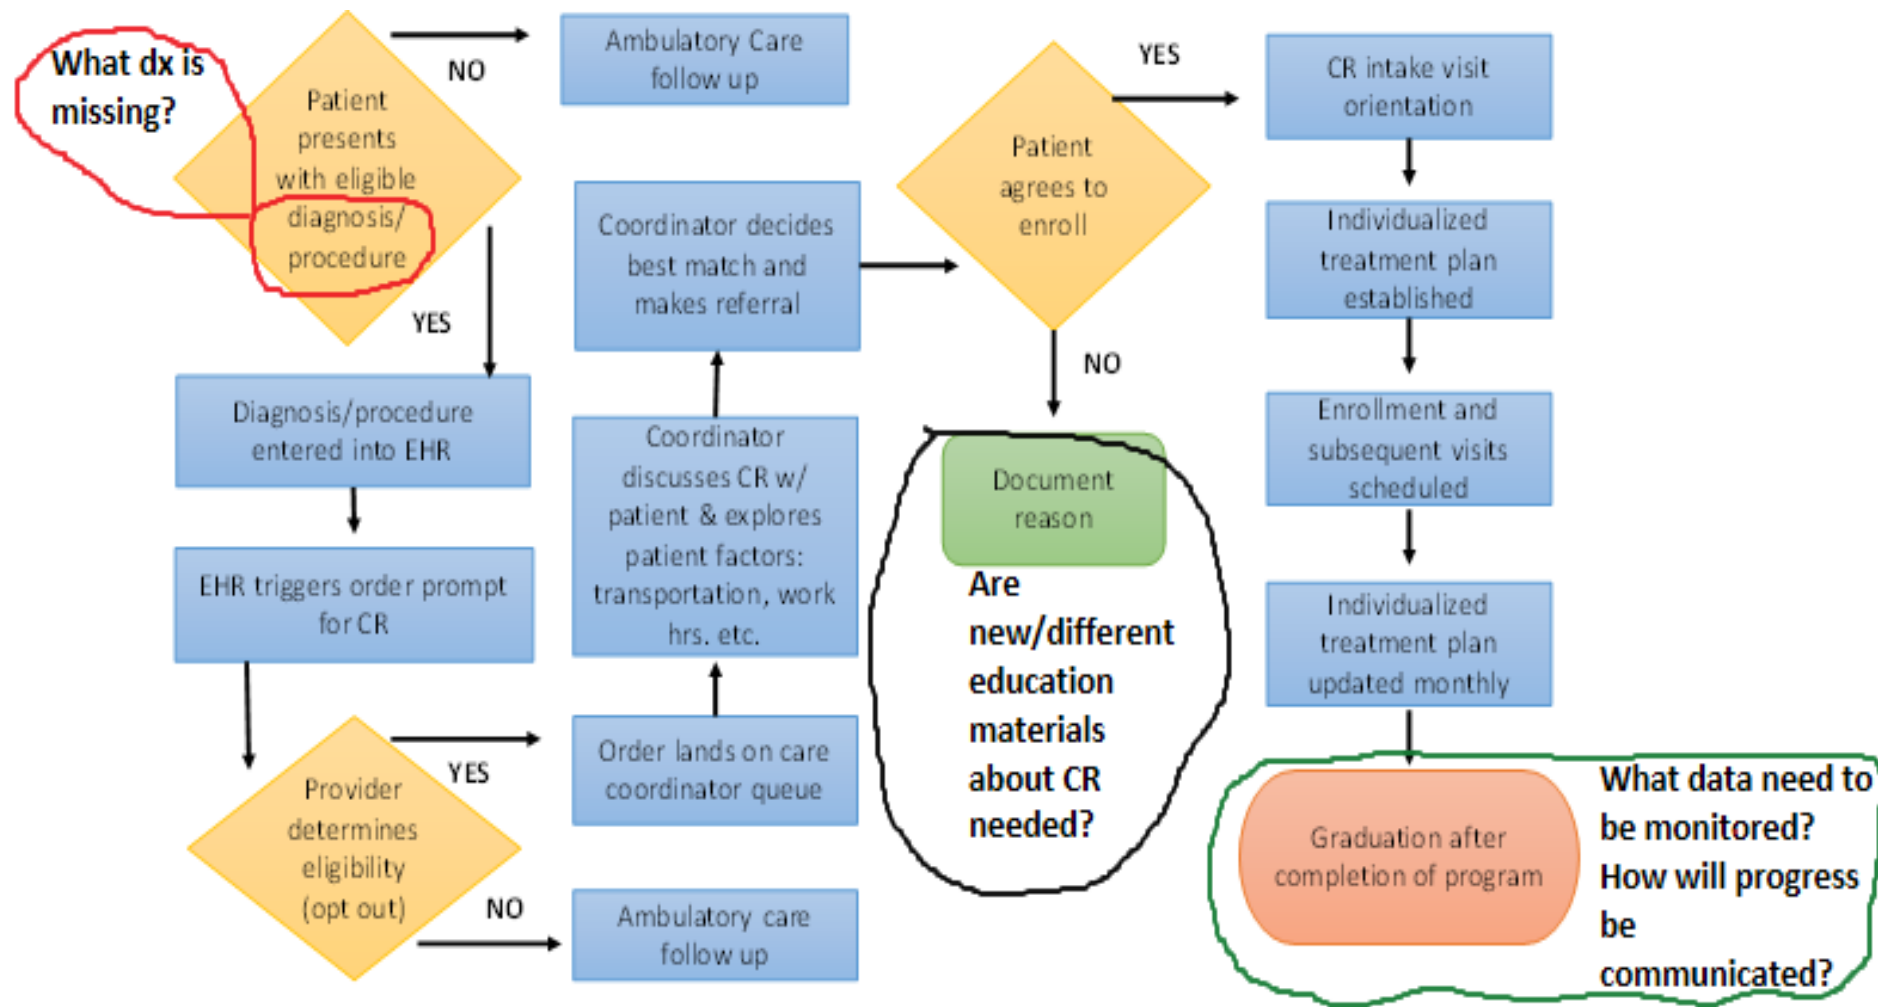 What dx is
missing?
Patient
presents
with eligible
diagnosis/
procedure
NO
Ambulatory Care
follow up
YES
Diagnosis/procedure
entered into EHR
EHR triggers order prompt
for CR
Provider
determines
eligibility
(opt out)
YES
NO
Ambulatory care
follow up
Order lands on care
coordinator queue
Coordinator
discusses CR w/
patient & explores
patient factors:
transportation, work
hrs. etc.
Coordinator decides
best match and
makes referral
Patient
agrees to
enroll
YES
NO
Document
reason
Are
new/different
education
materials
about CR
needed?
CR intake visit
orientation
Individualized
treatment plan
established
Enrollment and
subsequent visits
scheduled
Individualized
treatment plan
updated monthly
Graduation after
completion of program
What data need to
be monitored?
How will progress
be
communicated?